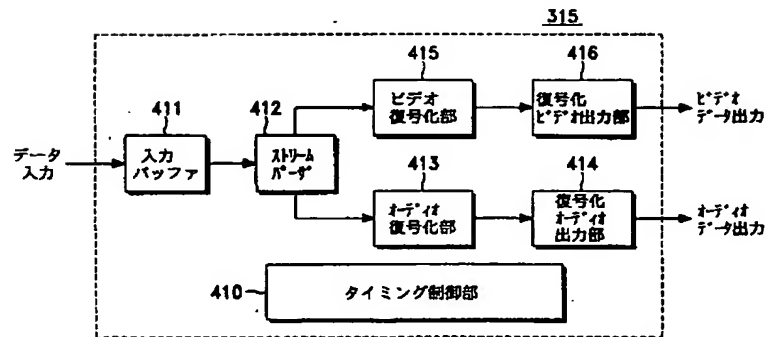 315
415
416
ビデオ
復号化部
復号化
ビデオ出力部
ビデオ
データ出力
411
412
データ
入力
入力
バッファ
ストリーム
パーザ
413
414
オーディオ
復号化部
復号化
オーディオ
出力部
オーディオ
データ出力
410
タイミング制御部